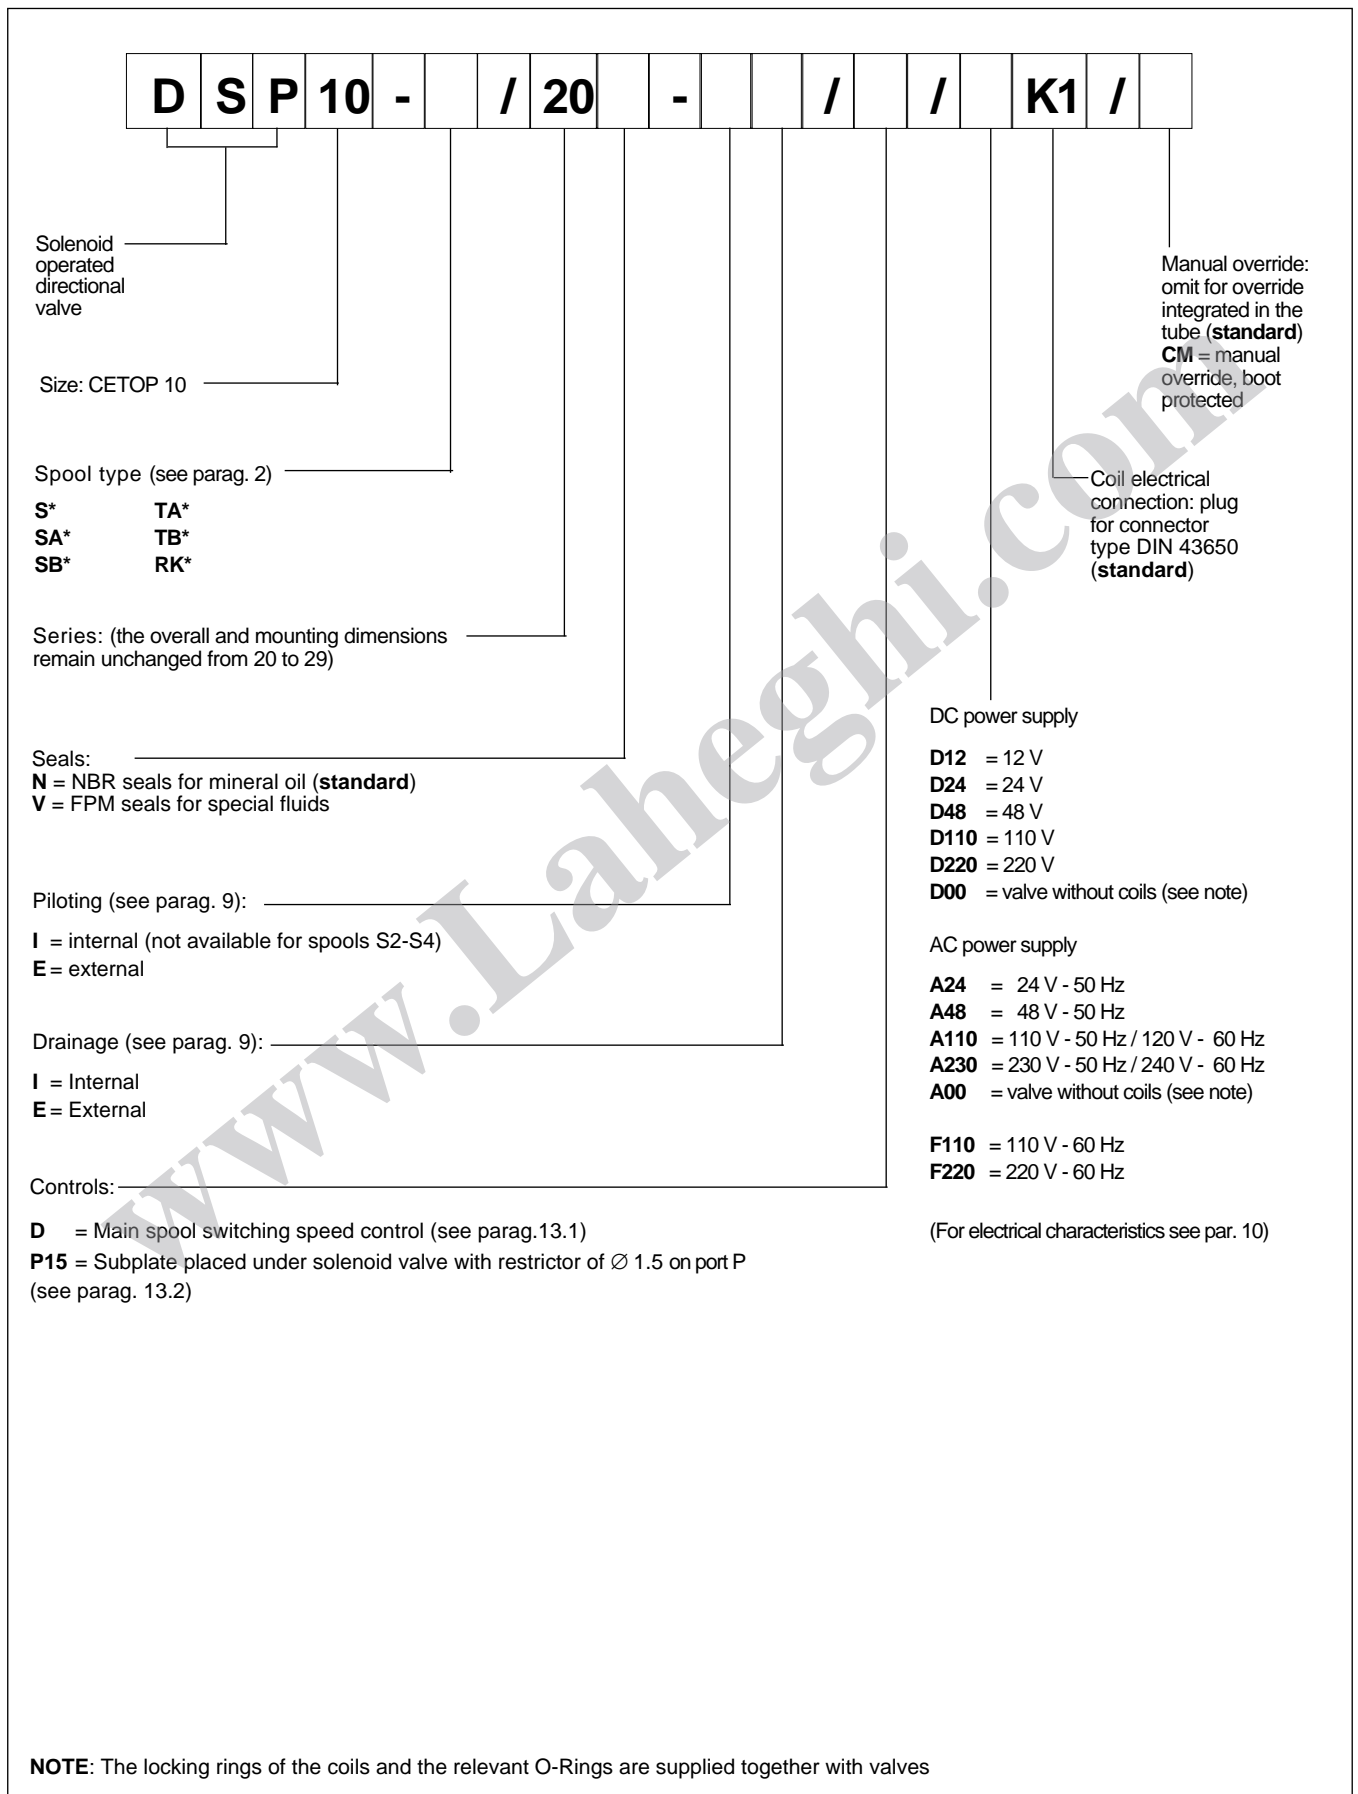 D S P 10 - / 20 - / / K1 /
Solenoid
operated
directional
valve
Manual override:
omit for override
integrated in the
tube (standard)
CM = manual
override, boot
protected
Size: CETOP 10
Spool type (see parag. 2)
S* TA*
SA* TB*
SB* RK*
Coil electrical
connection: plug
for connector
type DIN 43650
(standard)
Series: (the overall and mounting dimensions
remain unchanged from 20 to 29)
Seals:
N = NBR seals for mineral oil (standard)
V = FPM seals for special fluids
Piloting (see parag. 9):
I = internal (not available for spools S2-S4)
E = external
Drainage (see parag. 9):
I = Internal
E = External
Controls:
D = Main spool switching speed control (see parag.13.1)
P15 = Subplate placed under solenoid valve with restrictor of ∅ 1.5 on port P
(see parag. 13.2)
DC power supply
D12 = 12 V
D24 = 24 V
D48 = 48 V
D110 = 110 V
D220 = 220 V
D00 = valve without coils (see note)
AC power supply
A24 = 24 V - 50 Hz
A48 = 48 V - 50 Hz
A110 = 110 V - 50 Hz / 120 V - 60 Hz
A230 = 230 V - 50 Hz / 240 V - 60 Hz
A00 = valve without coils (see note)
F110 = 110 V - 60 Hz
F220 = 220 V - 60 Hz
(For electrical characteristics see par. 10)
NOTE: The locking rings of the coils and the relevant O-Rings are supplied together with valves
www.Laheghi.com